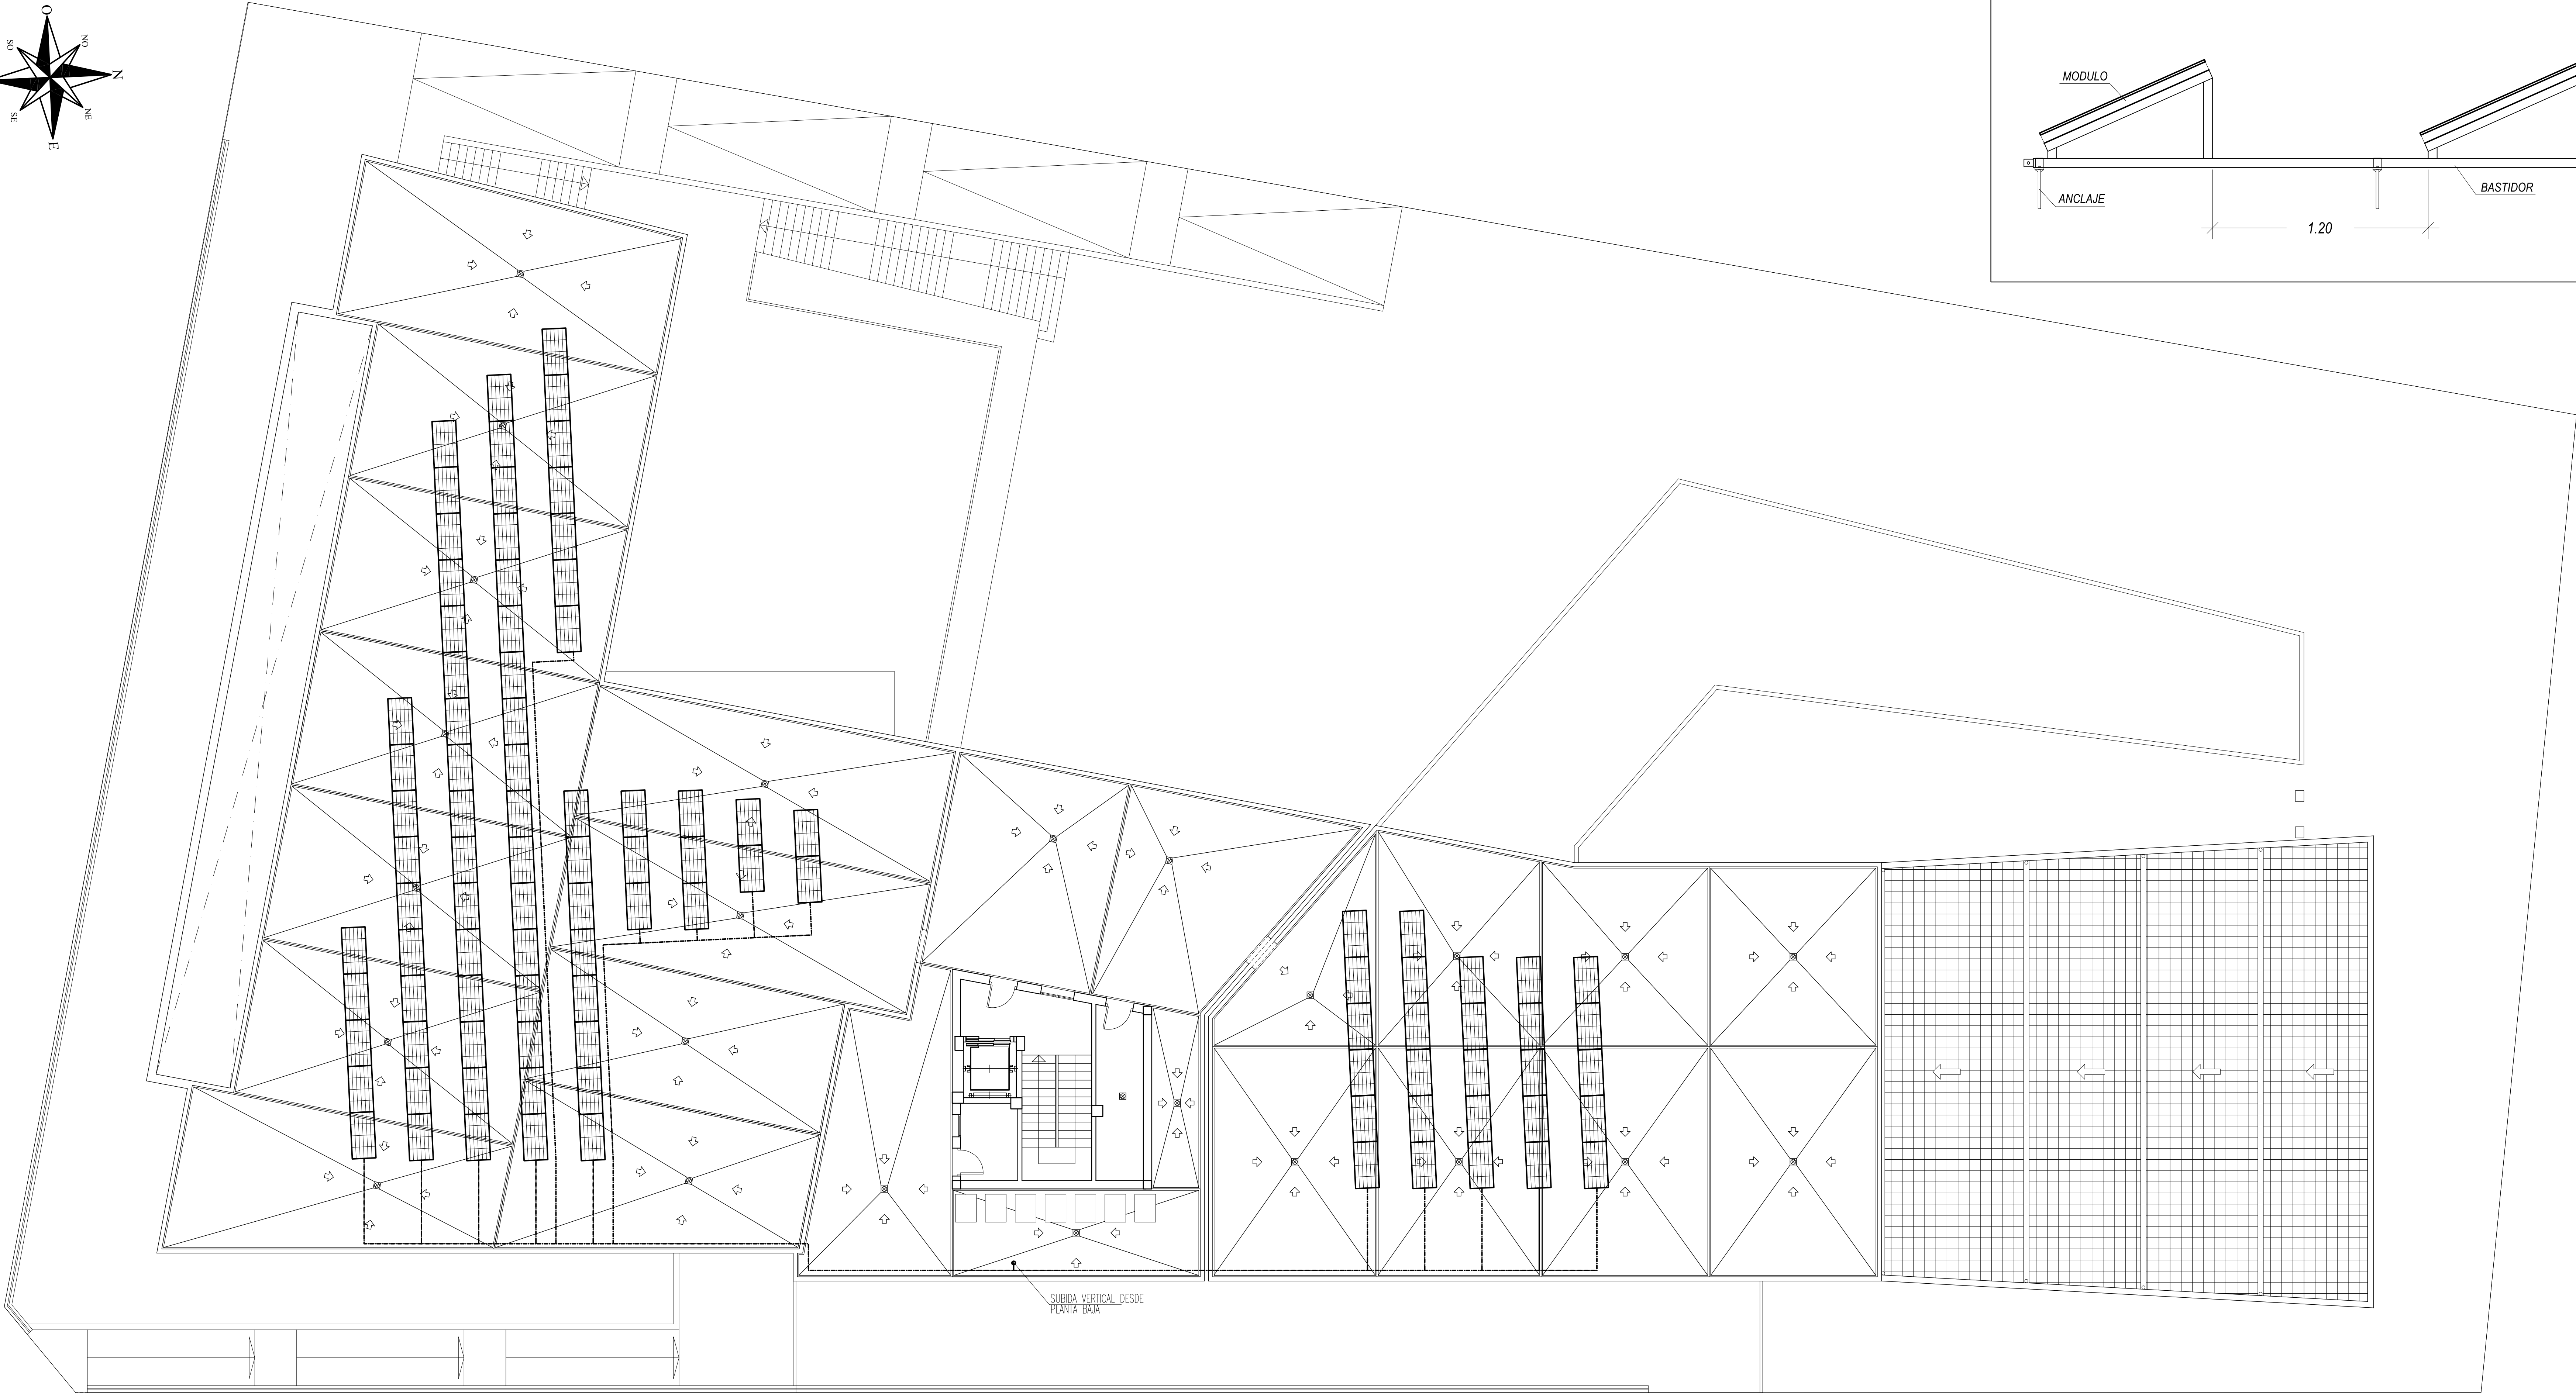 O
SO
NO
N
SE
NE
E
MODULO
ANCLAJE
BASTIDOR
1.20
SUBIDA VERTICAL DESDE
PLANTA BAJA